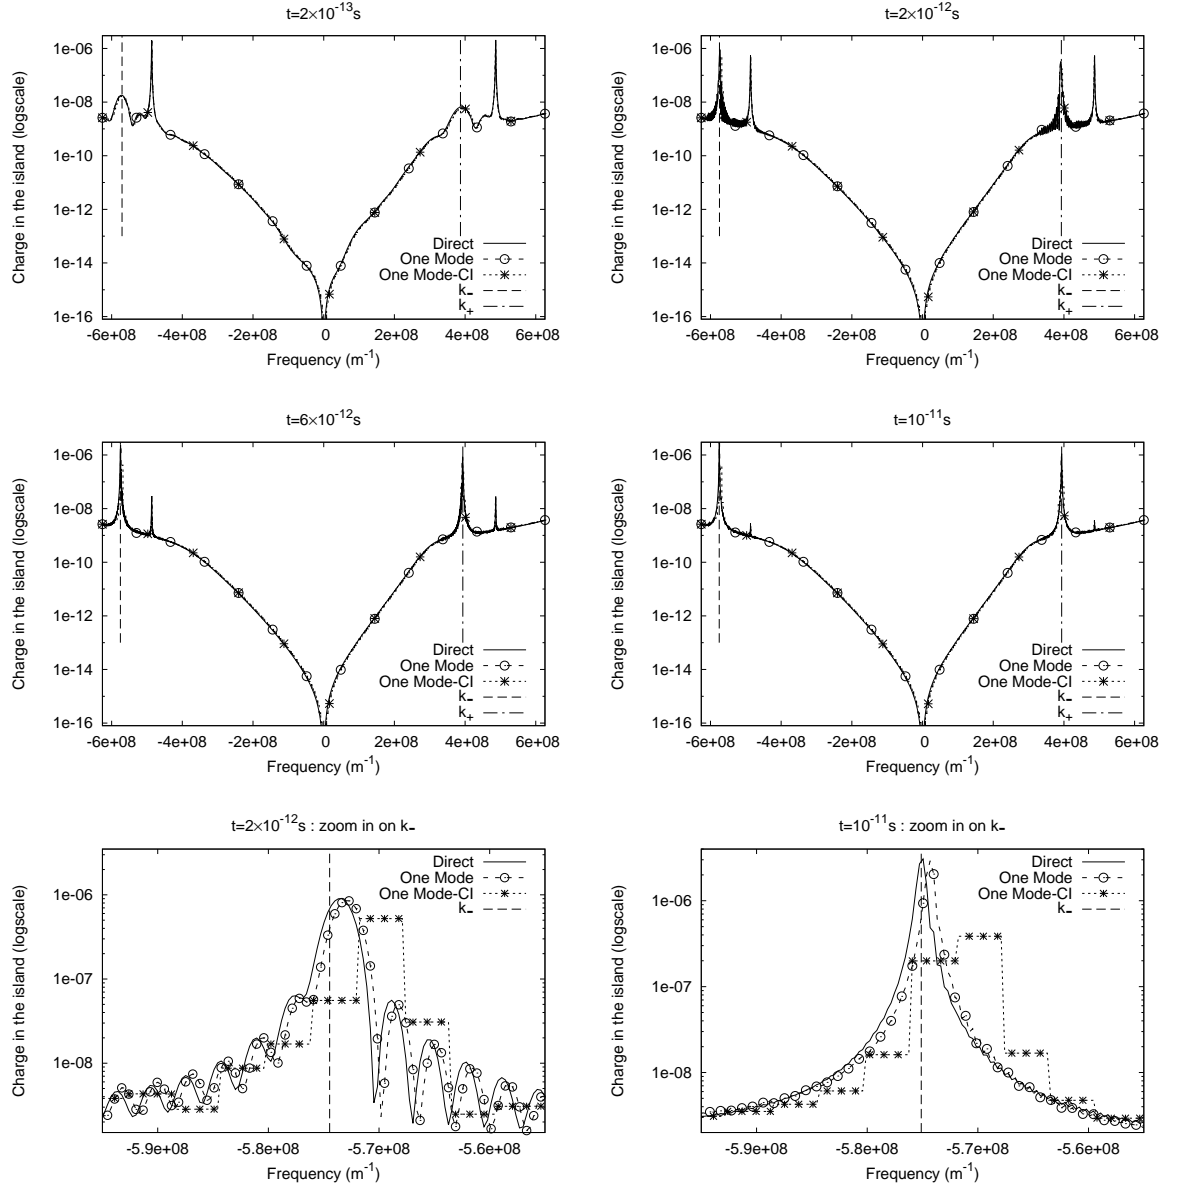 t=2×10-13s
Charge in the island (logscale)
1e-06
1e-08
1e-10
1e-12
1e-14
1e-16
Direct
One Mode
One Mode-CI
k-
k+
-6e+08 -4e+08 -2e+08 0 2e+08 4e+08 6e+08
Frequency (m-1)
t=2×10-12s
Charge in the island (logscale)
1e-06
1e-08
1e-10
1e-12
1e-14
1e-16
Direct
One Mode
One Mode-CI
k-
k+
-6e+08 -4e+08 -2e+08 0 2e+08 4e+08 6e+08
Frequency (m-1)
t=6×10-12s
Charge in the island (logscale)
1e-06
1e-08
1e-10
1e-12
1e-14
1e-16
Direct
One Mode
One Mode-CI
k-
k+
-6e+08 -4e+08 -2e+08 0 2e+08 4e+08 6e+08
Frequency (m-1)
t=10-11s
Charge in the island (logscale)
1e-06
1e-08
1e-10
1e-12
1e-14
1e-16
Direct
One Mode
One Mode-CI
k-
k+
-6e+08 -4e+08 -2e+08 0 2e+08 4e+08 6e+08
Frequency (m-1)
t=2×10-12s : zoom in on k-
Charge in the island (logscale)
1e-06
1e-07
1e-08
Direct
One Mode
One Mode-CI
k-
-5.9e+08 -5.8e+08 -5.7e+08 -5.6e+08
Frequency (m-1)
t=10-11s : zoom in on k-
Charge in the island (logscale)
1e-06
1e-07
1e-08
Direct
One Mode
One Mode-CI
k-
-5.9e+08 -5.8e+08 -5.7e+08 -5.6e+08
Frequency (m-1)